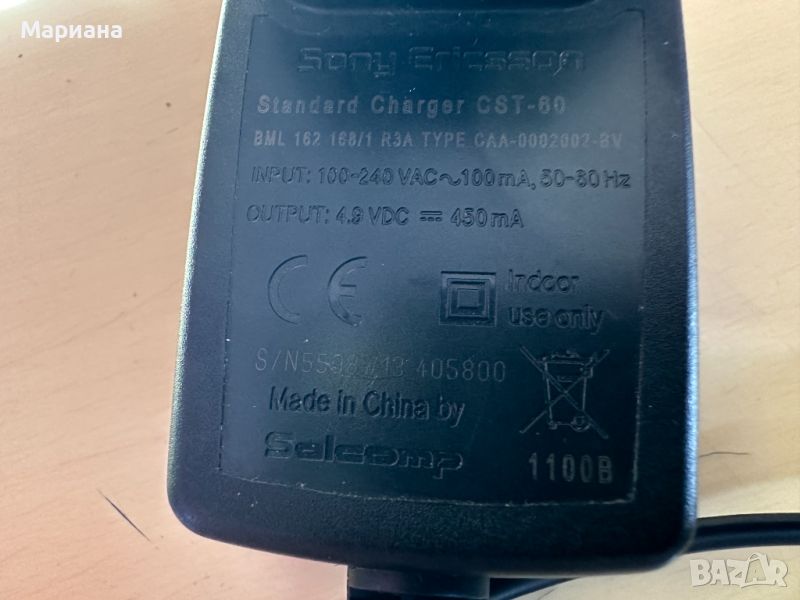 Мариана
Sony Ericsson
Standard Charger CST-60
BML 162 168/1 R3A TYPE CAA-0002002-BV
INPUT: 100-240 VAC~100mA, 50-60 Hz
OUTPUT: 4.9 VDC ⎓ 450mA
CE
Indoor
use only
405800
Made in China by
Salcomp
1100B
BAZAR